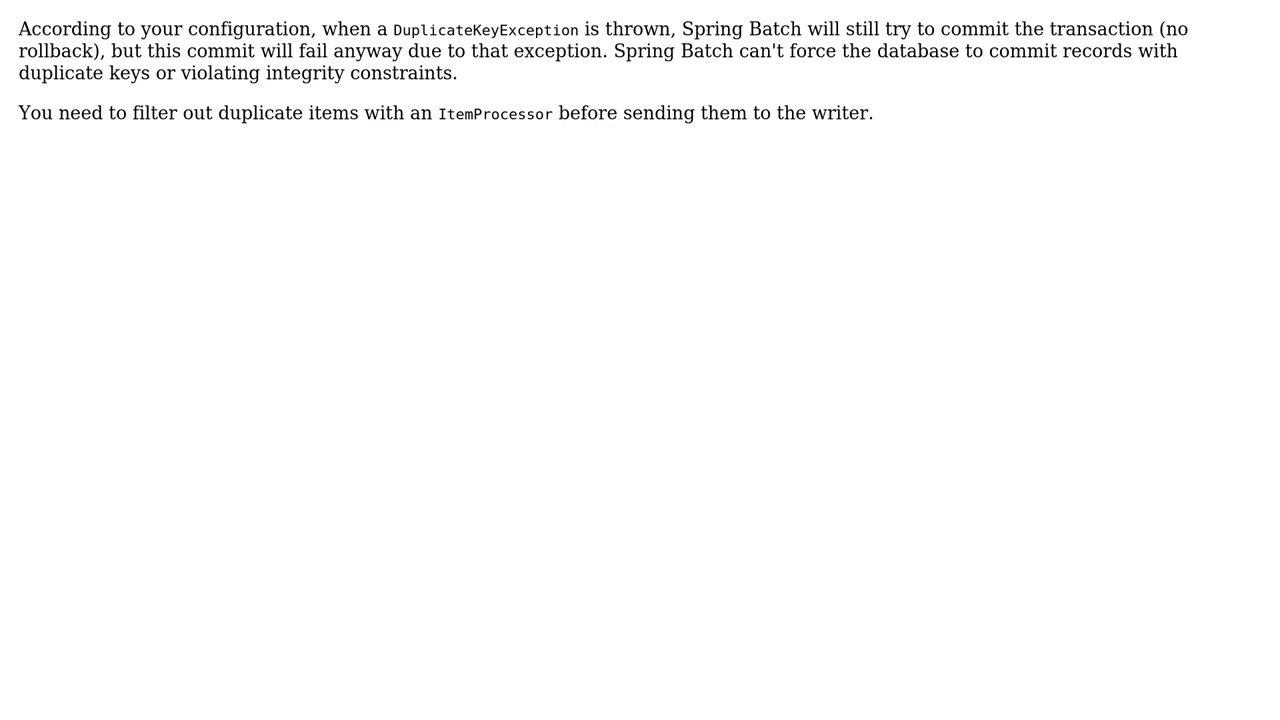 According to your configuration, when a DuplicateKeyException is thrown, Spring Batch will still try to commit the transaction (no
rollback), but this commit will fail anyway due to that exception. Spring Batch can't force the database to commit records with
duplicate keys or violating integrity constraints.
You need to filter out duplicate items with an ItemProcessor before sending them to the writer.